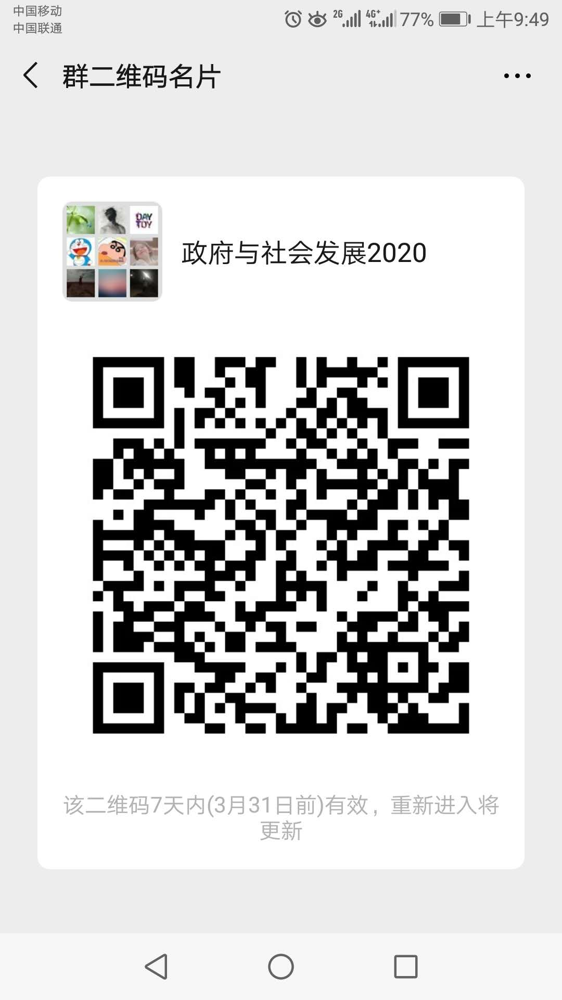 中国移动
中国联通
2G 4G+ 77% 上午9:49
群二维码名片
DAY
TOY
政府与社会发展2020
该二维码7天内(3月31日前)有效，重新进入将
更新